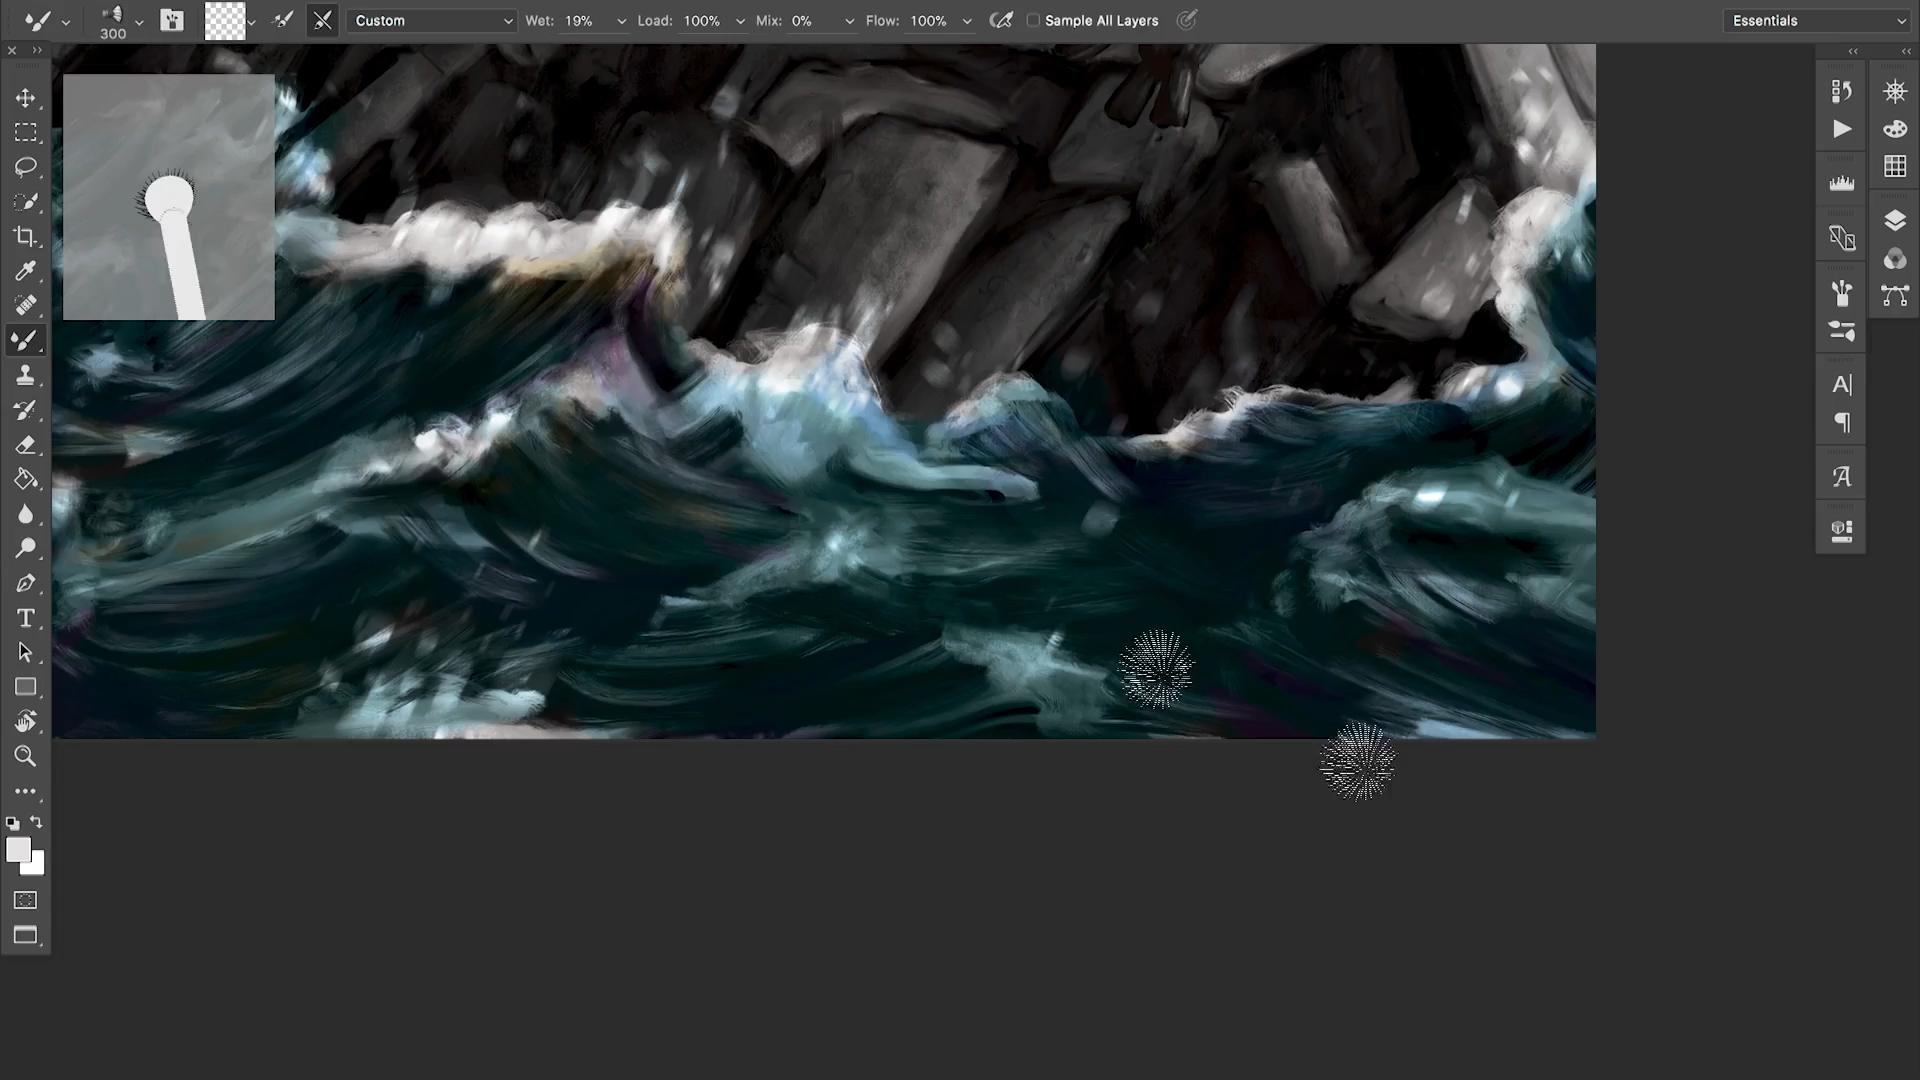 300
Custom
Wet: 19%
Load: 100%
Mix: 0%
Flow: 100%
Sample All Layers
Essentials